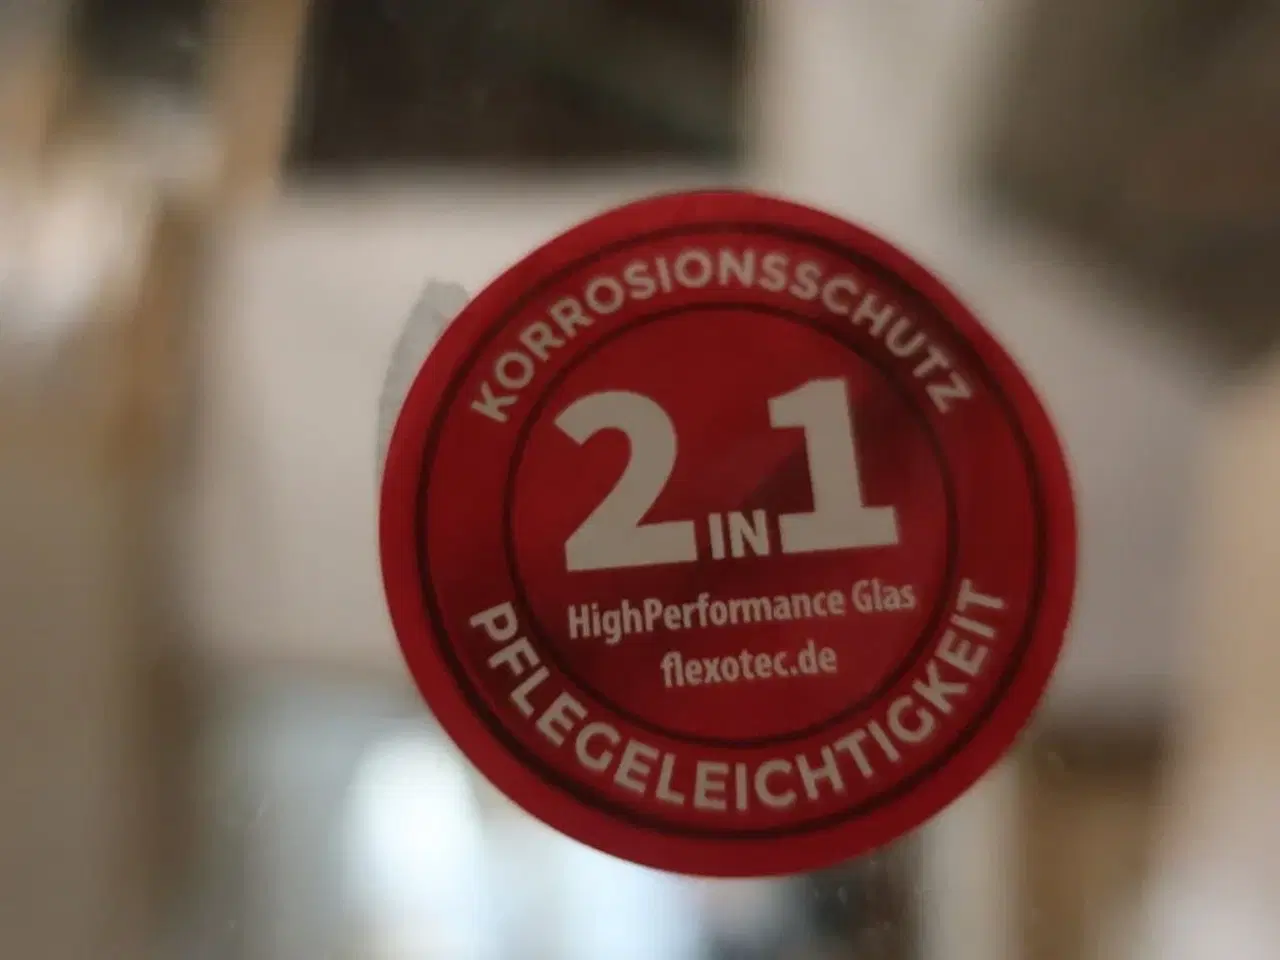 KORROSIONSSCHUTZ
2 IN 1
HighPerformance Glas
flexotec.de
PFLEGELEICHTIGKEIT